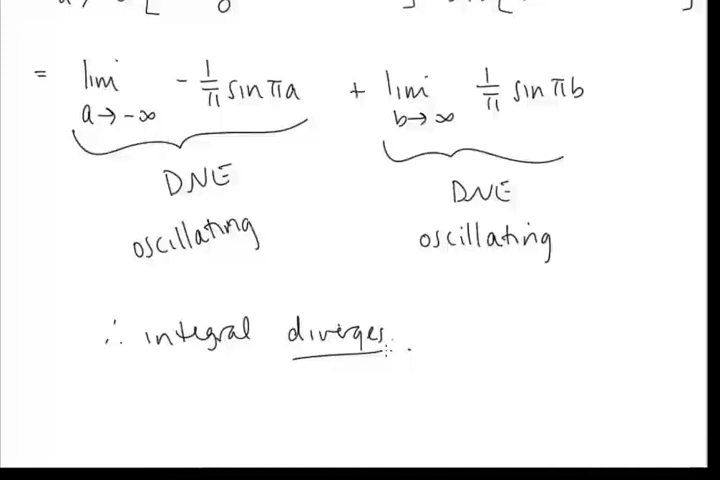 = lim a→-∞ - 1/π sin πa + lim b→∞ 1/π sin πb
DNE DNE
oscillating oscillating
∴ integral diverges.